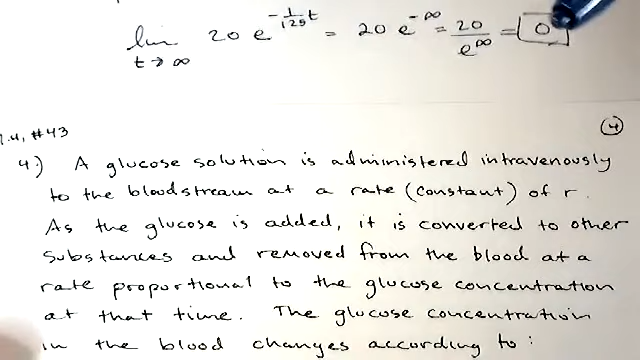 lim 20 e^{-1/125 t} = 20 e^{-∞} = 20/e^∞ = 0
t → ∞
.4, #43
4
4.) A glucose solution is administered intravenously
to the bloodstream at a rate (constant) of r.
As the glucose is added, it is converted to other
substances and removed from the blood at a
rate proportional to the glucose concentration
at that time. The glucose concentration
in the blood changes according to: